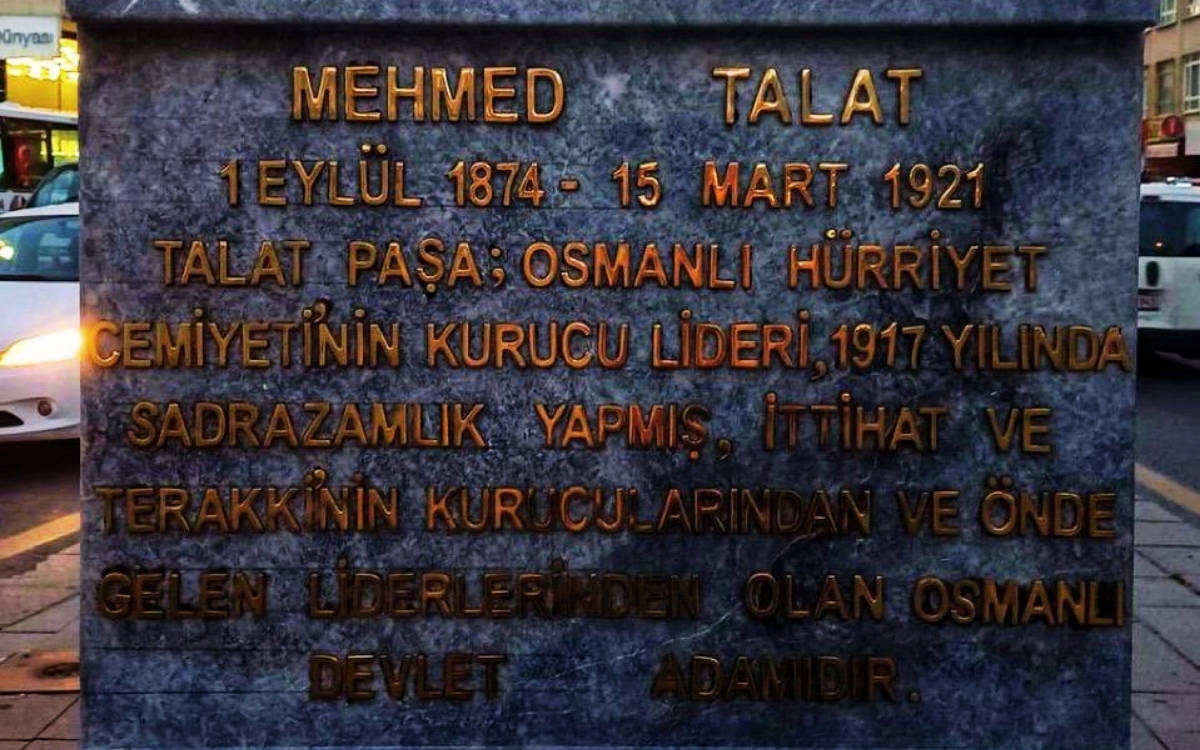 Dünyası
MEHMED TALAT
1 EYLÜL 1874 - 15 MART 1921
TALAT PAŞA; OSMANLI HÜRRİYET
CEMİYETİ'NİN KURUCU LİDERİ, 1917 YILINDA
SADRAZAMLIK YAPMIŞ, İTTİHAT VE
TERAKKİ'NİN KURUCULARINDAN VE ÖNDE
GELEN LİDERLERİNDEN OLAN OSMANLI
DEVLET ADAMIDIR.